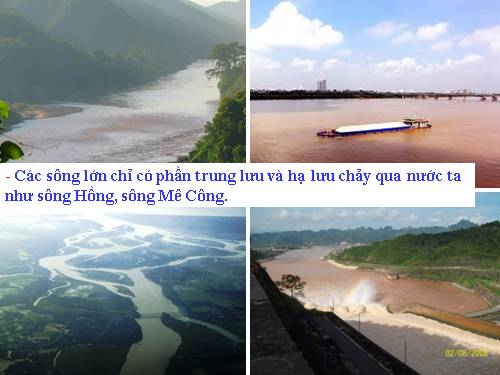 - Các sông lớn chỉ có phần trung lưu và hạ lưu chảy qua nước ta
như sông Hồng, sông Mê Công.
02/08/2008